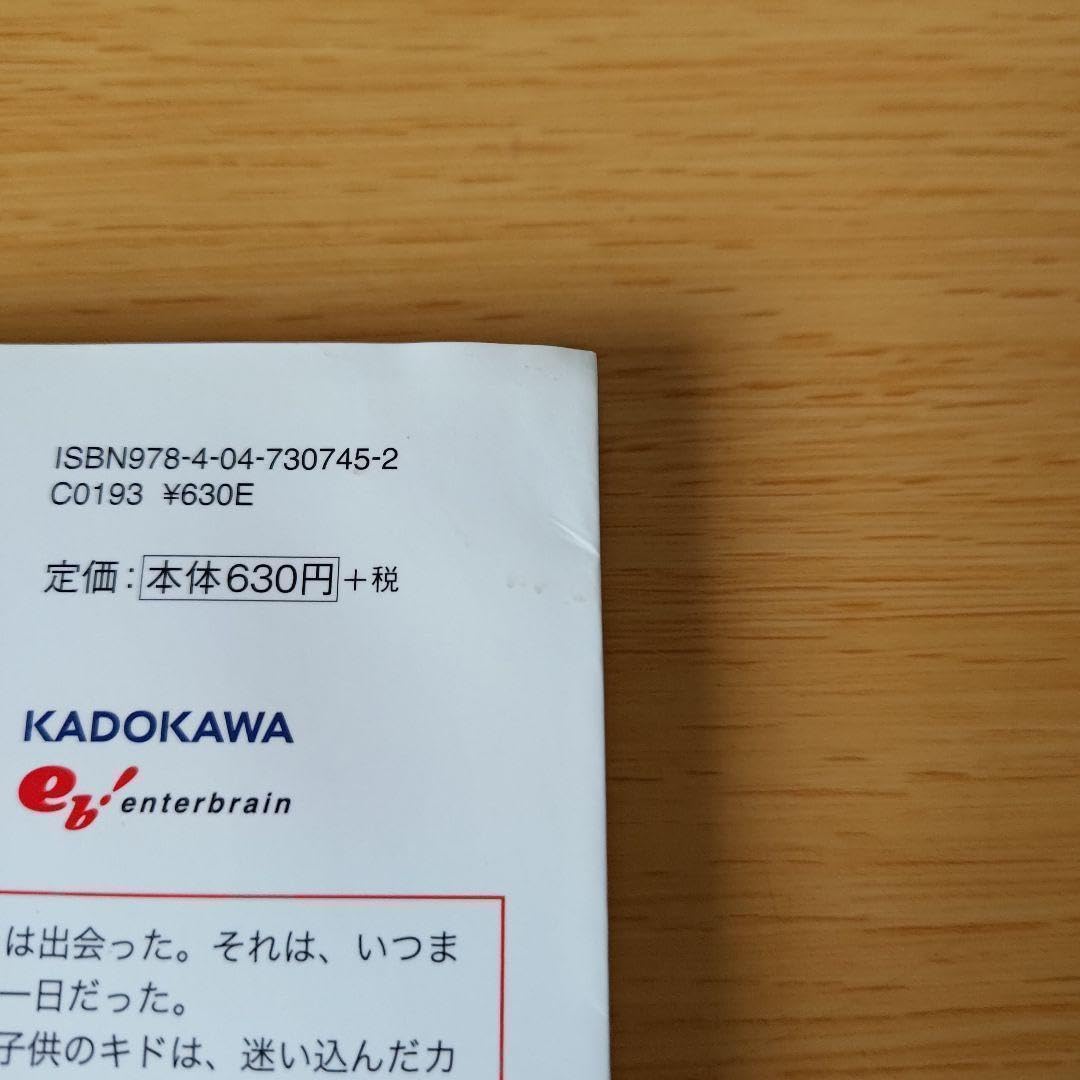 ISBN978-4-04-730745-2
C0193 ¥630E
定価：本体630円＋税
KADOKAWA
eb! enterbrain
は出会った。それは、いつま
一日だった。
子供のキドは、迷い込んだカ